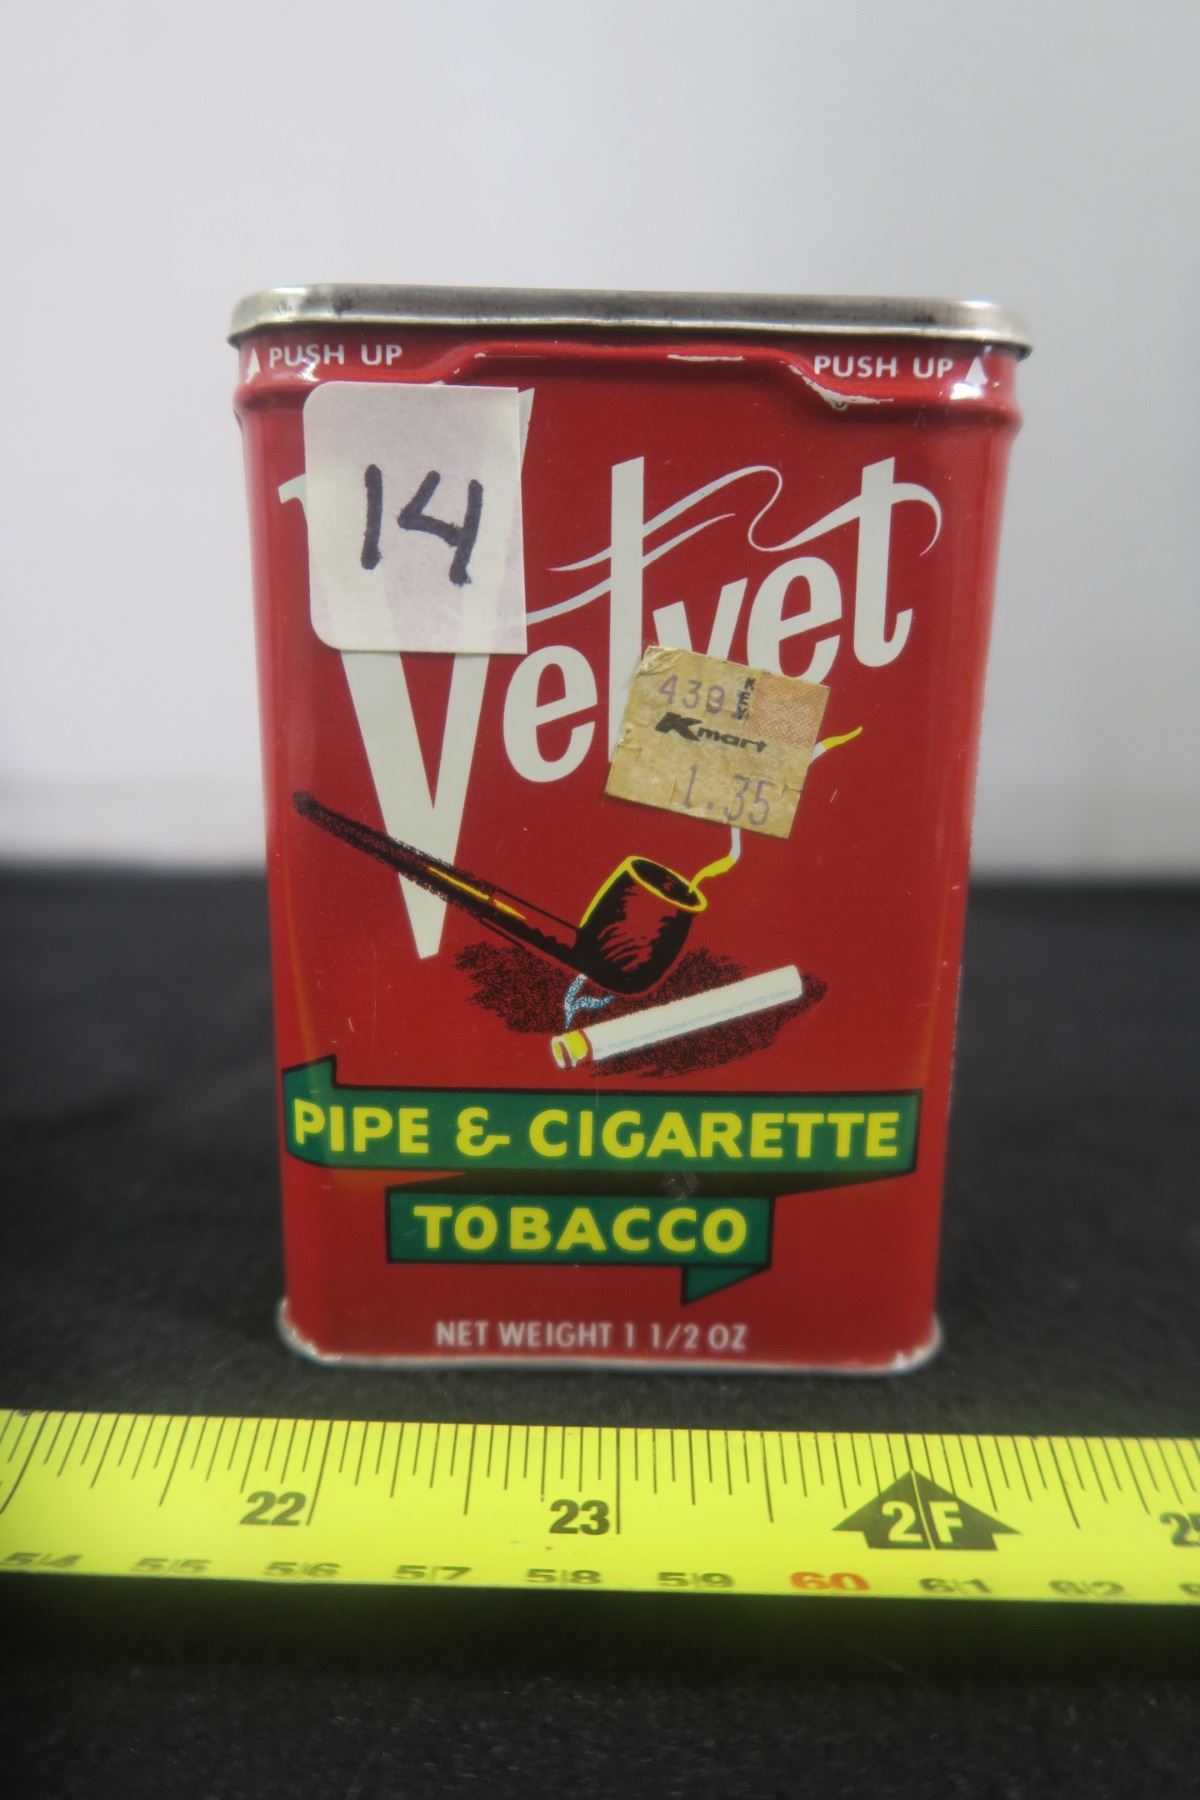 PUSH UP PUSH UP
14
Velvet
KEY
Kmart
1.35
PIPE & CIGARETTE
TOBACCO
NET WEIGHT 1 1/2 OZ
22 23 2F
54 55 56 57 58 59 60 61 62